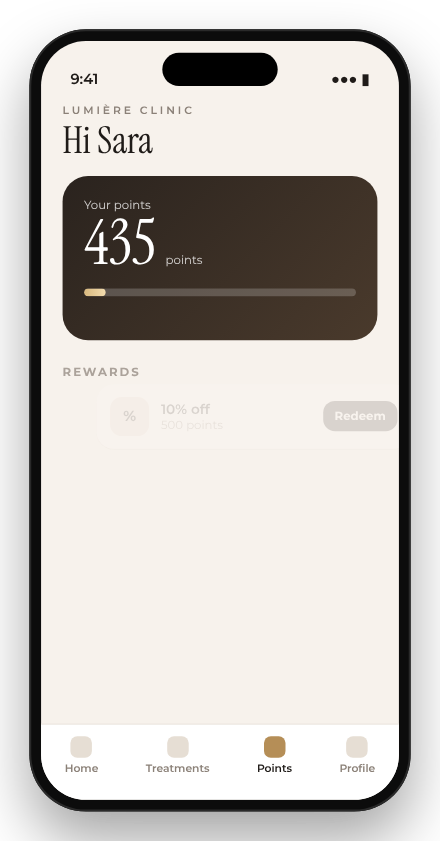 9:41
LUMIÈRE CLINIC
Hi Sara
Your points
435 points
REWARDS
%
10% off
500 points
Redeem
Home
Treatments
Points
Profile